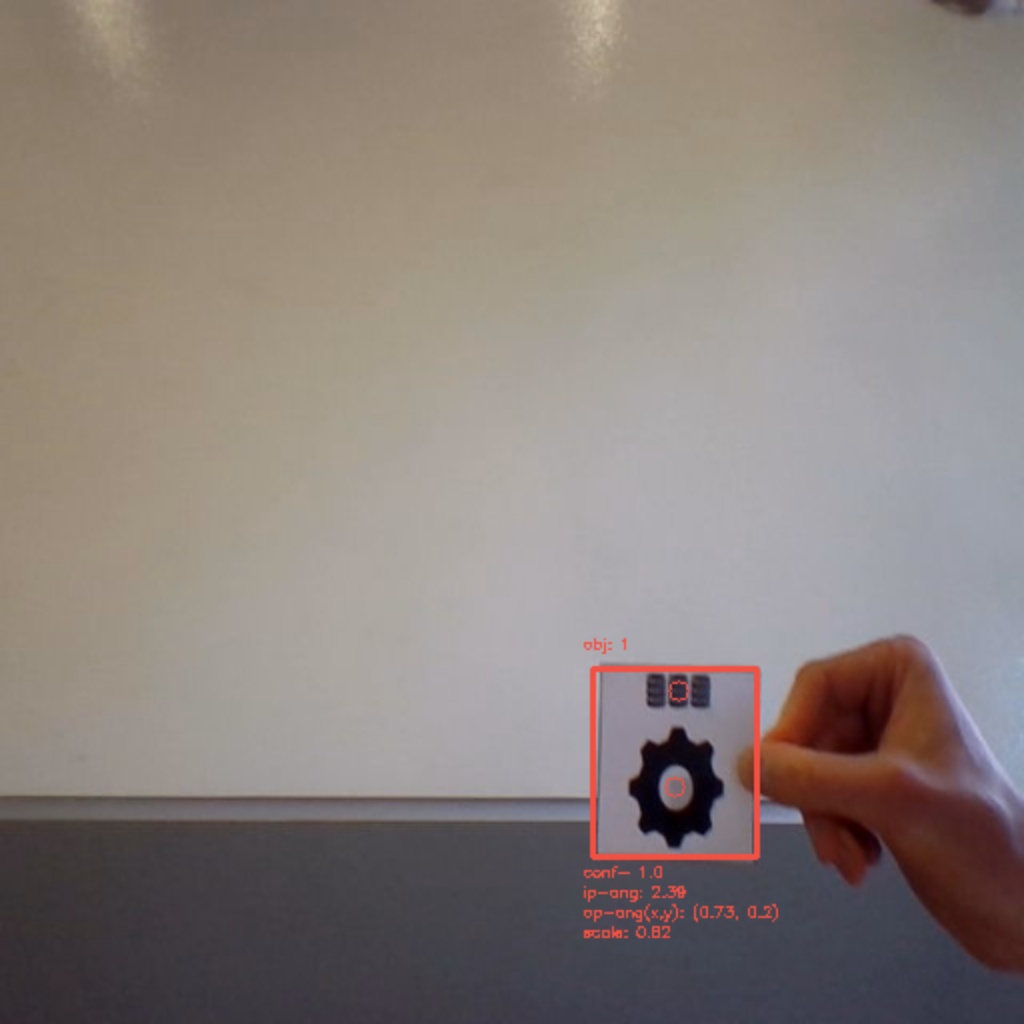 obj: 1
conf- 1.0
ip-ang: 2.39
op-ang(x,y): (0.73, 0.2)
scale: 0.82